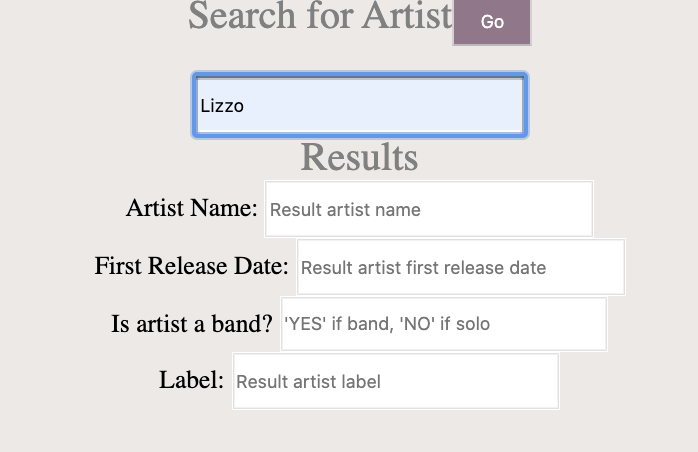 Search for Artist Go
Lizzo
Results
Artist Name: Result artist name
First Release Date: Result artist first release date
Is artist a band? 'YES' if band, 'NO' if solo
Label: Result artist label